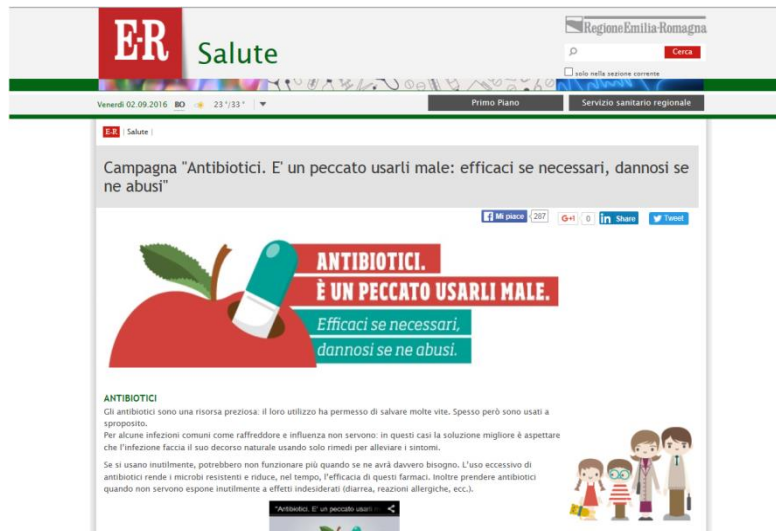 E-R Salute
RegioneEmilia-Romagna
Cerca
solo nella sezione corrente
Venerdì 02.09.2016 BO 23°/33°
Primo Piano
Servizio sanitario regionale
E-R | Salute |
Campagna "Antibiotici. E' un peccato usarli male: efficaci se necessari, dannosi se
ne abusi"
Mi piace 287 G+1 0 in Share Tweet
ANTIBIOTICI.
È UN PECCATO USARLI MALE.
Efficaci se necessari,
dannosi se ne abusi.
ANTIBIOTICI
Gli antibiotici sono una risorsa preziosa: il loro utilizzo ha permesso di salvare molte vite. Spesso però sono usati a
sproposito.
Per alcune infezioni comuni come raffreddore e influenza non servono: in questi casi la soluzione migliore è aspettare
che l'infezione faccia il suo decorso naturale usando solo rimedi per alleviare i sintomi.
Se si usano inutilmente, potrebbero non funzionare più quando se ne avrà davvero bisogno. L'uso eccessivo di
antibiotici rende i microbi resistenti e riduce, nel tempo, l'efficacia di questi farmaci. Inoltre prendere antibiotici
quando non servono espone inutilmente a effetti indesiderati (diarrea, reazioni allergiche, ecc.).
"Antibiotici. E' un peccato usarli